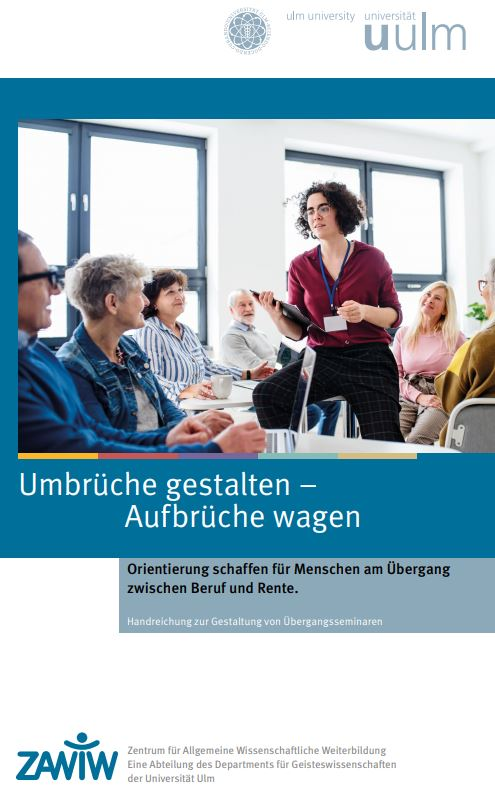 ulm university universität
uulm
Umbrüche gestalten –
Aufbrüche wagen
Orientierung schaffen für Menschen am Übergang
zwischen Beruf und Rente.
Handreichung zur Gestaltung von Übergangsseminaren
ZAWiW
Zentrum für Allgemeine Wissenschaftliche Weiterbildung
Eine Abteilung des Departments für Geisteswissenschaften
der Universität Ulm